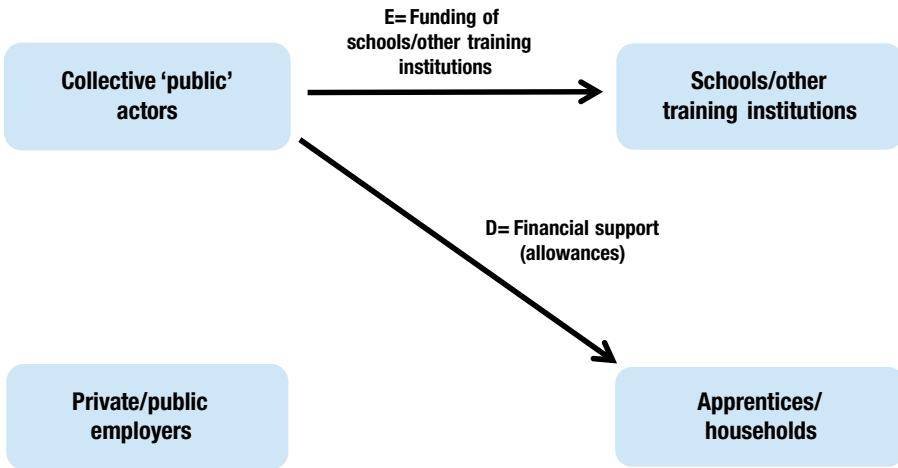 E= Funding of
schools/other training
institutions
Collective ‘public’
actors
Schools/other
training institutions
D= Financial support
(allowances)
Private/public
employers
Apprentices/
households